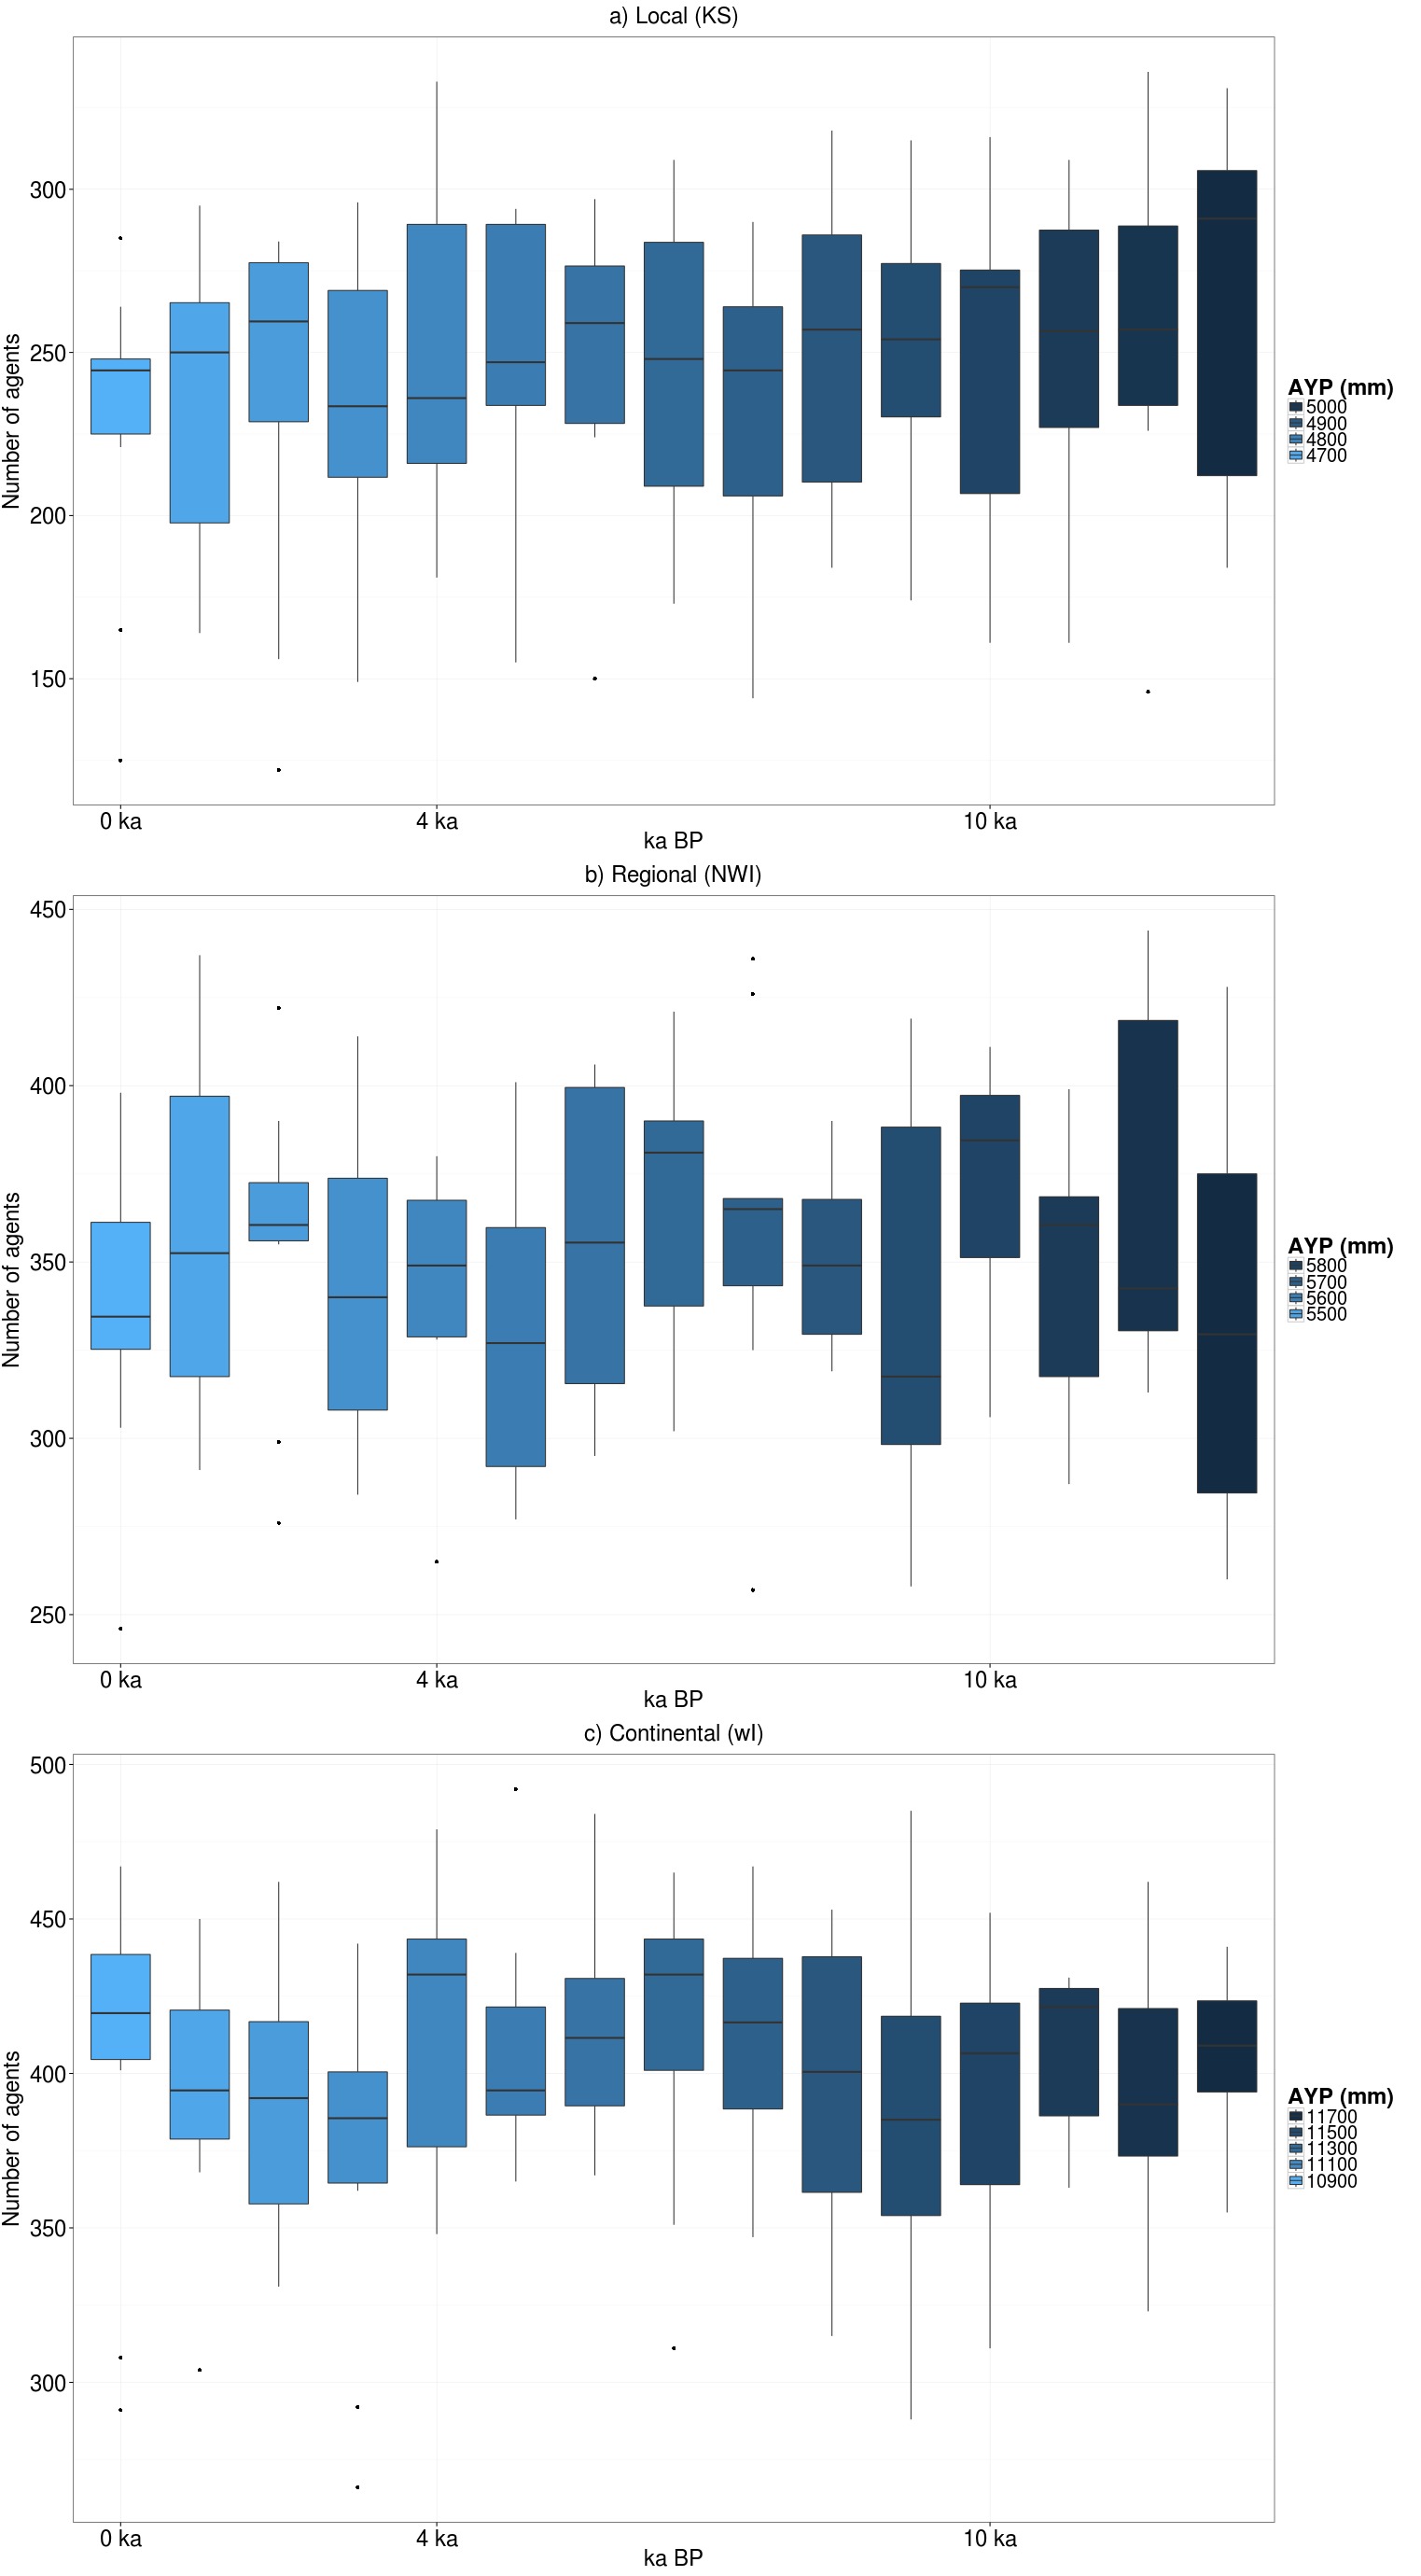 a) Local (KS)
Number of agents
300
250
200
150
0 ka
4 ka
10 ka
ka BP
AYP (mm)
5000
4900
4800
4700
b) Regional (NWI)
Number of agents
450
400
350
300
250
0 ka
4 ka
10 ka
ka BP
AYP (mm)
5800
5700
5600
5500
c) Continental (wI)
Number of agents
500
450
400
350
300
0 ka
4 ka
10 ka
ka BP
AYP (mm)
11700
11500
11300
11100
10900